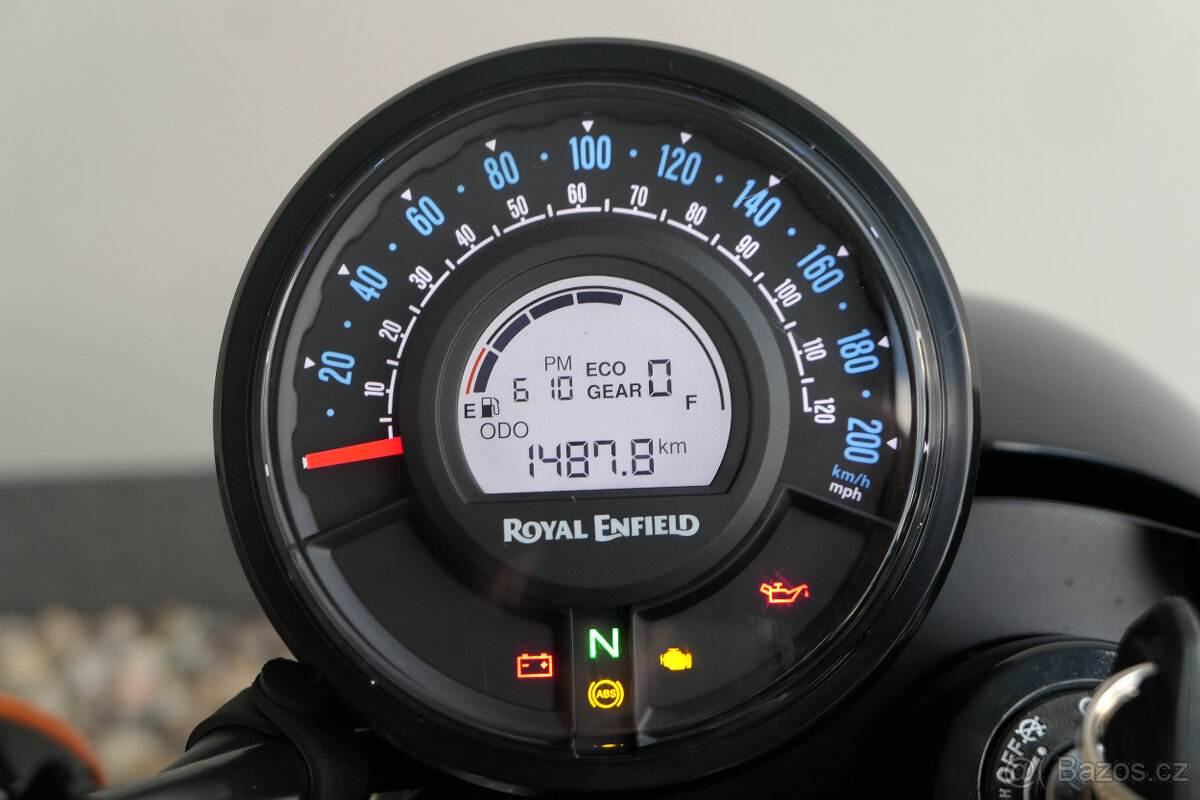 20 40 60 80 100 120 140 160 180 200
km/h
mph
10 20 30 40 50 60 70 80 90 100 110 120
PM
6 10
ECO
GEAR 0
E
F
ODO
1487.8 km
ROYAL ENFIELD
N
ABS
OFF
Bazos.cz